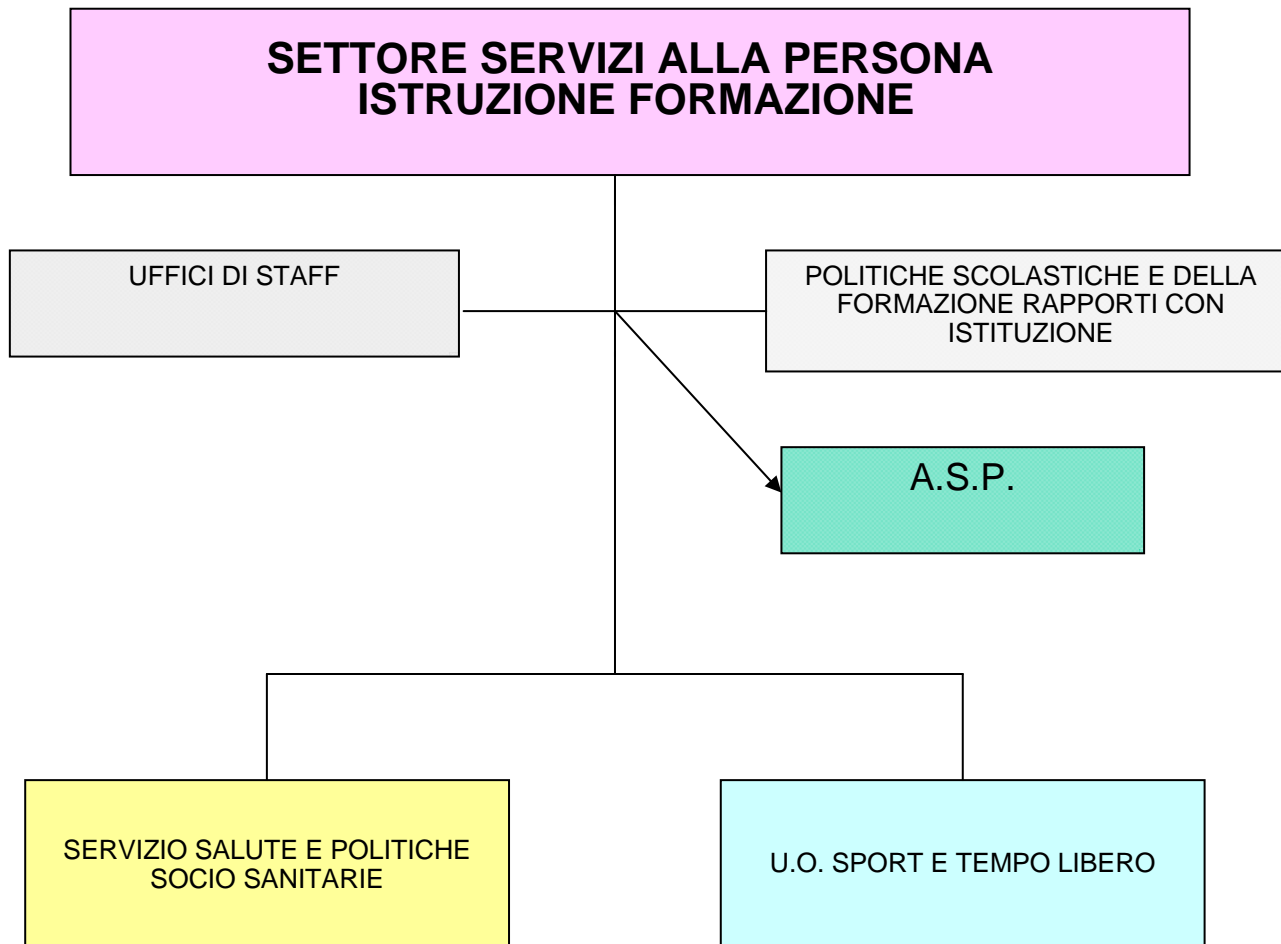 SETTORE SERVIZI ALLA PERSONA
ISTRUZIONE FORMAZIONE
UFFICI DI STAFF
POLITICHE SCOLASTICHE E DELLA
FORMAZIONE RAPPORTI CON
ISTITUZIONE
A.S.P.
SERVIZIO SALUTE E POLITICHE
SOCIO SANITARIE
U.O. SPORT E TEMPO LIBERO